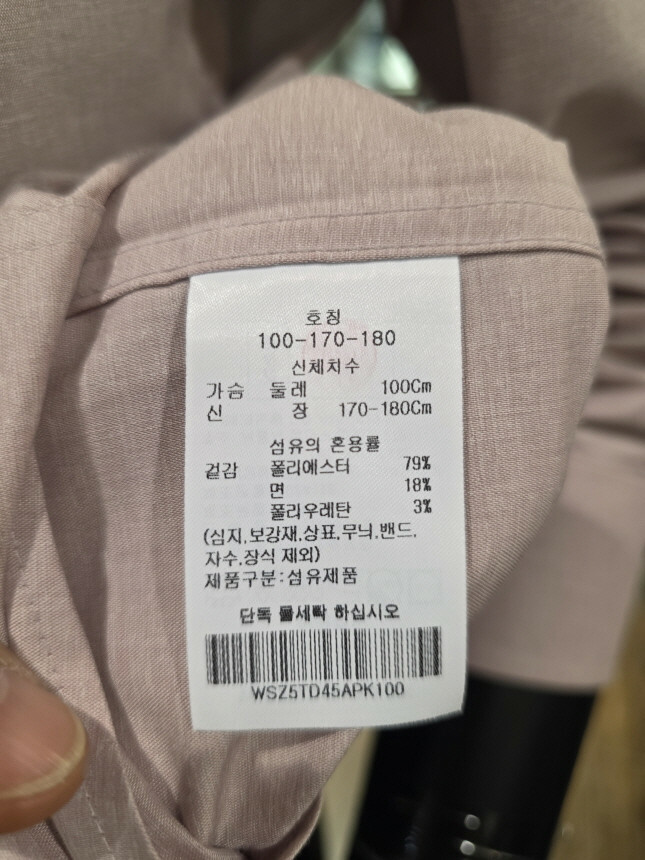 호칭
100-170-180
신체치수
가슴 둘레 100Cm
신 장 170-180Cm
섬유의 혼용률
겉감 폴리에스터 79%
면 18%
폴리우레탄 3%
(심지,보강재,상표,무늬,밴드,
자수,장식 제외)
제품구분:섬유제품
단독 물세탁 하십시오
WSZ5TD45APK100